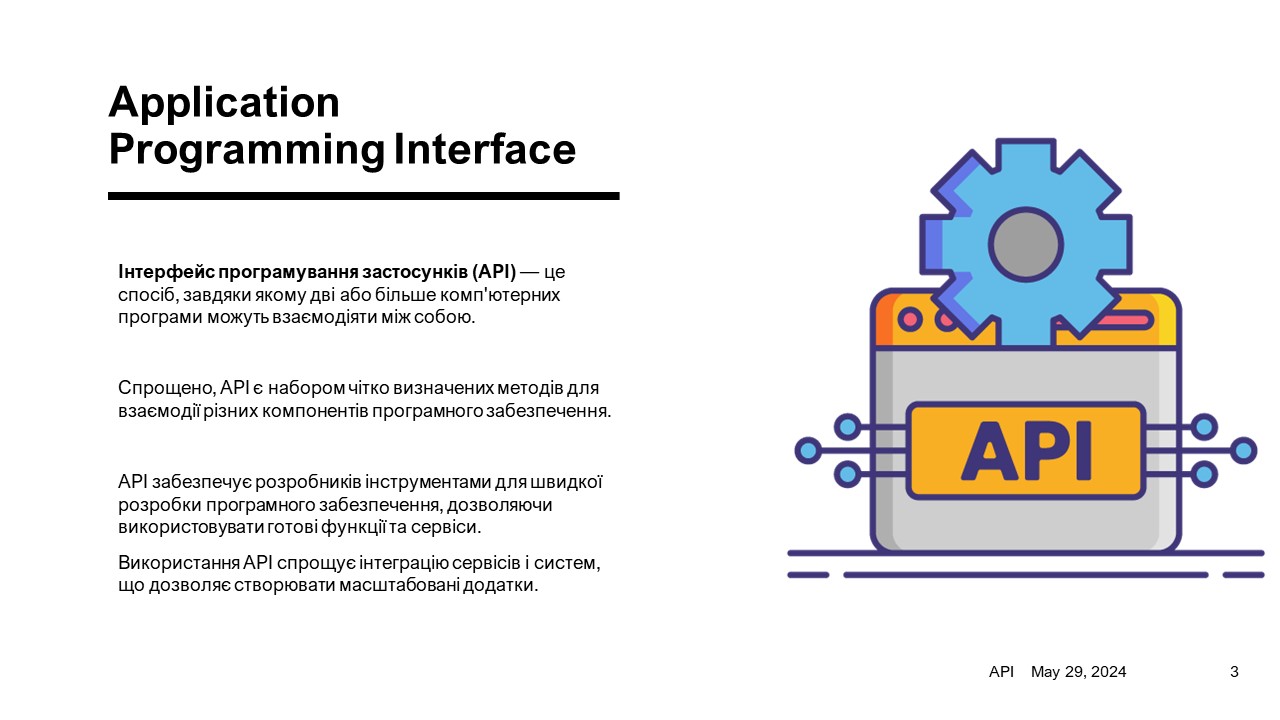 Application
Programming Interface
Інтерфейс програмування застосунків (API) — це
спосіб, завдяки якому дві або більше комп'ютерних
програми можуть взаємодіяти між собою.
Спрощено, API є набором чітко визначених методів для
взаємодії різних компонентів програмного забезпечення.
API забезпечує розробників інструментами для швидкої
розробки програмного забезпечення, дозволяючи
використовувати готові функції та сервіси.
Використання API спрощує інтеграцію сервісів і систем,
що дозволяє створювати масштабовані додатки.
API
API May 29, 2024 3